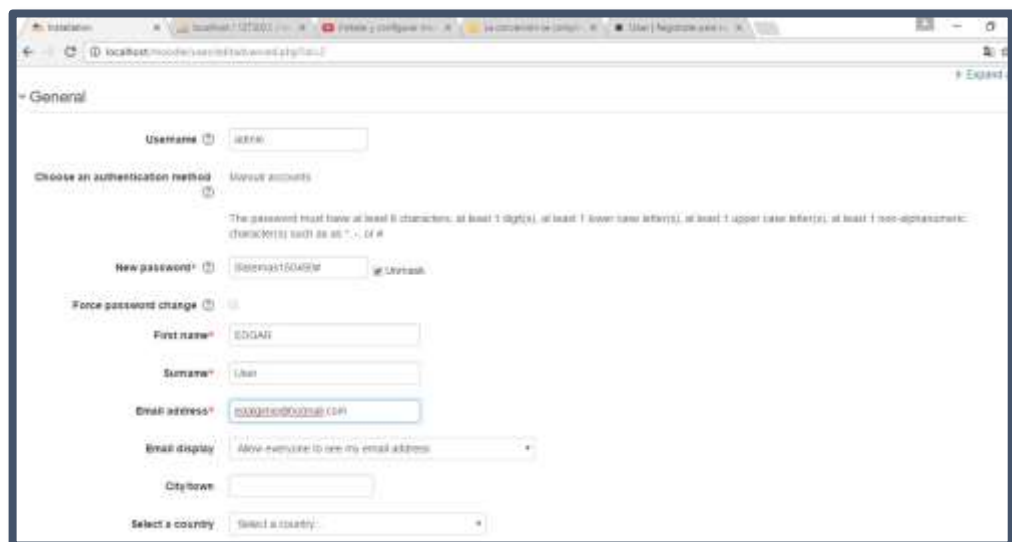 Installation
localhost
Expand
General
Username
admin
Choose an authentication method
Manual accounts
The password must have at least 8 characters, at least 1 digit(s), at least 1 lower case letter(s), at least 1 upper case letter(s), at least 1 non-alphanumeric
character(s) such as as *, -, or #
New password*
Unmask
Force password change
First name*
EDGAR
Surname*
User
Email address*
Email display
Allow everyone to see my email address
City/town
Select a country
Select a country...